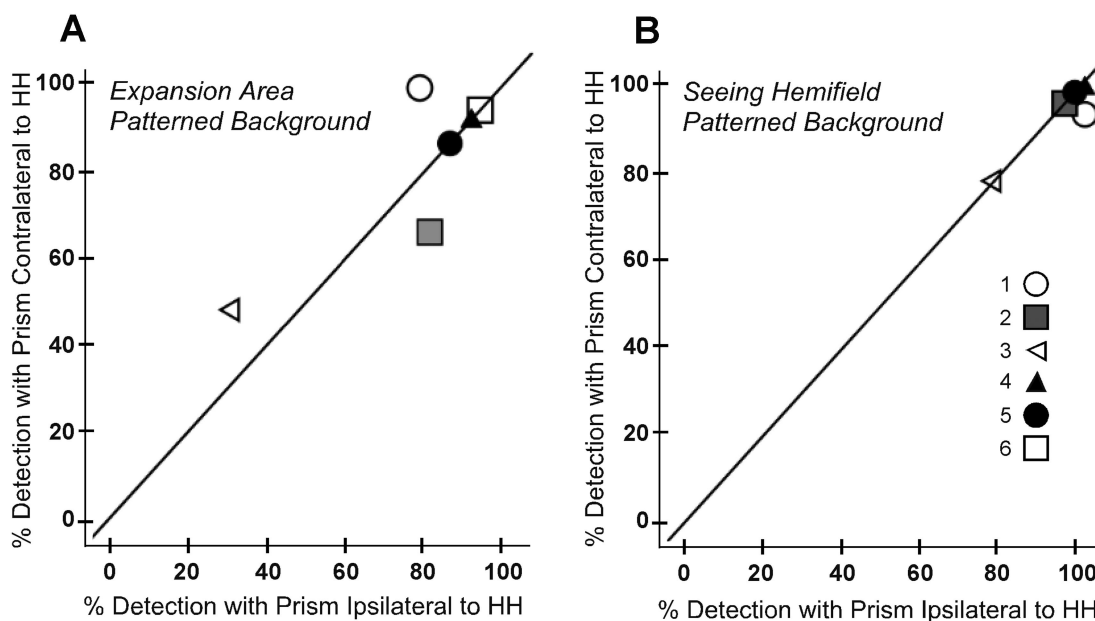 A
Expansion Area
Patterned Background
% Detection with Prism Contralateral to HH
100
80
60
40
20
0
0 20 40 60 80 100
% Detection with Prism Ipsilateral to HH
B
Seeing Hemifield
Patterned Background
% Detection with Prism Contralateral to HH
100
80
60
40
20
0
1
2
3
4
5
6
0 20 40 60 80 100
% Detection with Prism Ipsilateral to HH